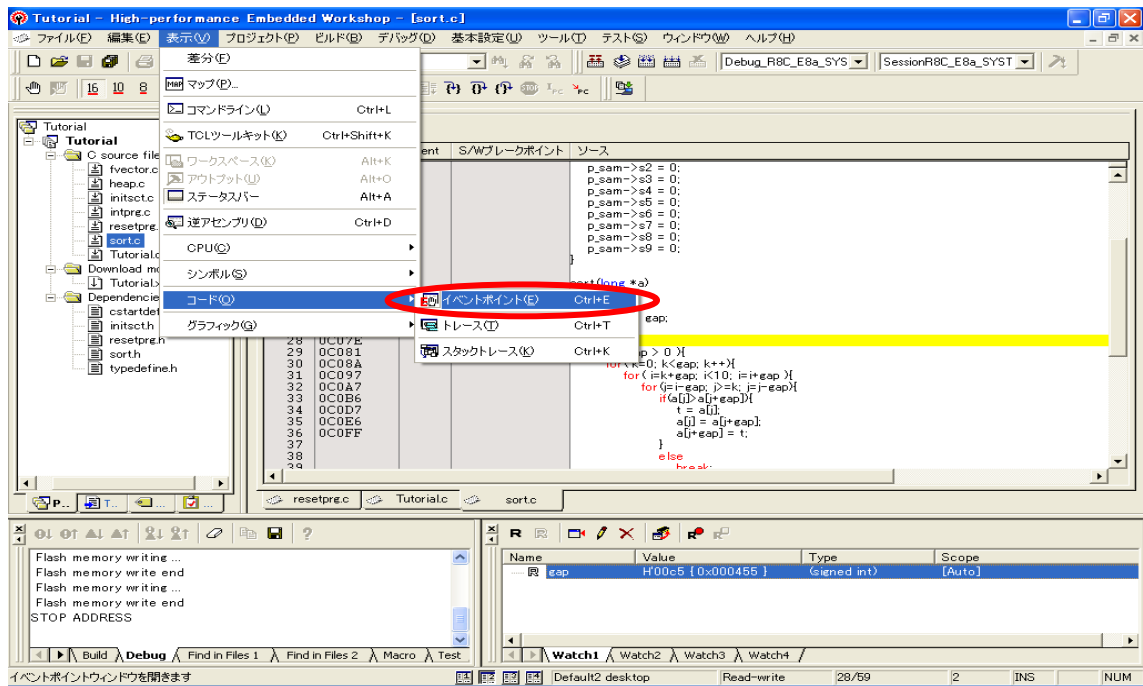 Tutorial - High-performance Embedded Workshop - [sort.c]
ファイル(F) 編集(E) 表示(V) プロジェクト(P) ビルド(B) デバッグ(D) 基本設定(U) ツール(T) テスト(S) ウィンドウ(W) ヘルプ(H)
Debug_R8C_E8a_SYS SessionR8C_E8a_SYST
16 10 8
差分(F)
マップ(P)...
コマンドライン(L) Ctrl+L
TCLツールキット(K) Ctrl+Shift+K
ワークスペース(K) Alt+K
アウトプット(U) Alt+O
ステータスバー Alt+A
逆アセンブリ(D) Ctrl+D
CPU(C)
シンボル(S)
コード(O)
グラフィック(G)
イベントポイント(E) Ctrl+E
トレース(T) Ctrl+T
スタックトレース(K) Ctrl+K
Tutorial
Tutorial
C source file
fvector.c
heap.c
initsct.c
intprg.c
resetprg.
sort.c
Tutorial.c
Download mo
Tutorial.x
Dependencie
cstartdef
initsct.h
resetprg.h
sort.h
typedefine.h
P... T...
ent S/Wブレークポイント ソース
p_sam->s2 = 0;
p_sam->s3 = 0;
p_sam->s4 = 0;
p_sam->s5 = 0;
p_sam->s6 = 0;
p_sam->s7 = 0;
p_sam->s8 = 0;
p_sam->s9 = 0;
}
sort(long *a)
gap;
28 0C07E
29 0C081 p > 0 ){
30 0C08A for( k=0; k<gap; k++){
31 0C097 for( i=k+gap; i<10; i=i+gap ){
32 0C0A7 for(j=i-gap; j>=k; j=j-gap){
33 0C0B6 if(a[j]>a[j+gap]){
34 0C0D7 t = a[j];
35 0C0E6 a[j] = a[j+gap];
36 0C0FF a[j+gap] = t;
37 }
38 else
39 break;
resetprg.c Tutorial.c sort.c
Flash memory writing ...
Flash memory write end
Flash memory writing ...
Flash memory write end
STOP ADDRESS
Build Debug Find in Files 1 Find in Files 2 Macro Test
R
Name Value Type Scope
R gap H'00c5 { 0x000455 } (signed int) [Auto]
Watch1 Watch2 Watch3 Watch4
イベントポイントウィンドウを開きます Default2 desktop Read-write 28/59 2 INS NUM